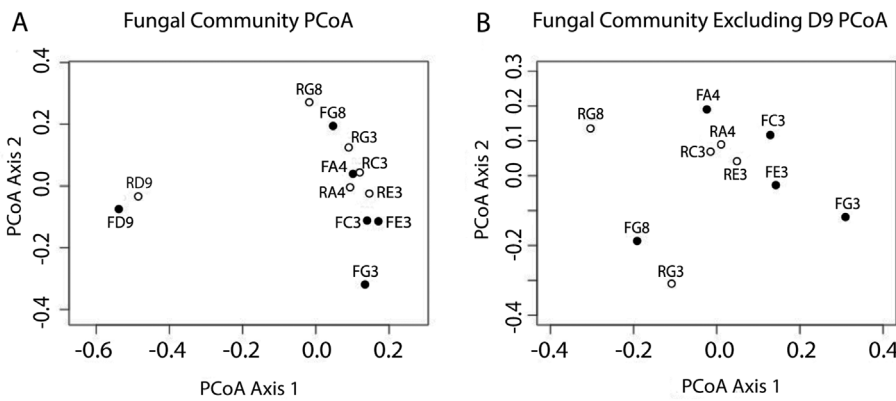 A
Fungal Community PCoA
PCoA Axis 2
0.4
0.2
0.0
-0.2
-0.4
RG8
FG8
RG3
FA4
RC3
RA4
RE3
FC3
FE3
FG3
RD9
FD9
-0.6
-0.4
-0.2
0.0
0.2
PCoA Axis 1
B
Fungal Community Excluding D9 PCoA
PCoA Axis 2
0.3
0.2
0.1
0.0
-0.2
-0.4
RG8
FA4
FC3
RA4
RC3
RE3
FE3
FG3
FG8
RG3
-0.4
-0.2
0.0
0.2
0.4
PCoA Axis 1